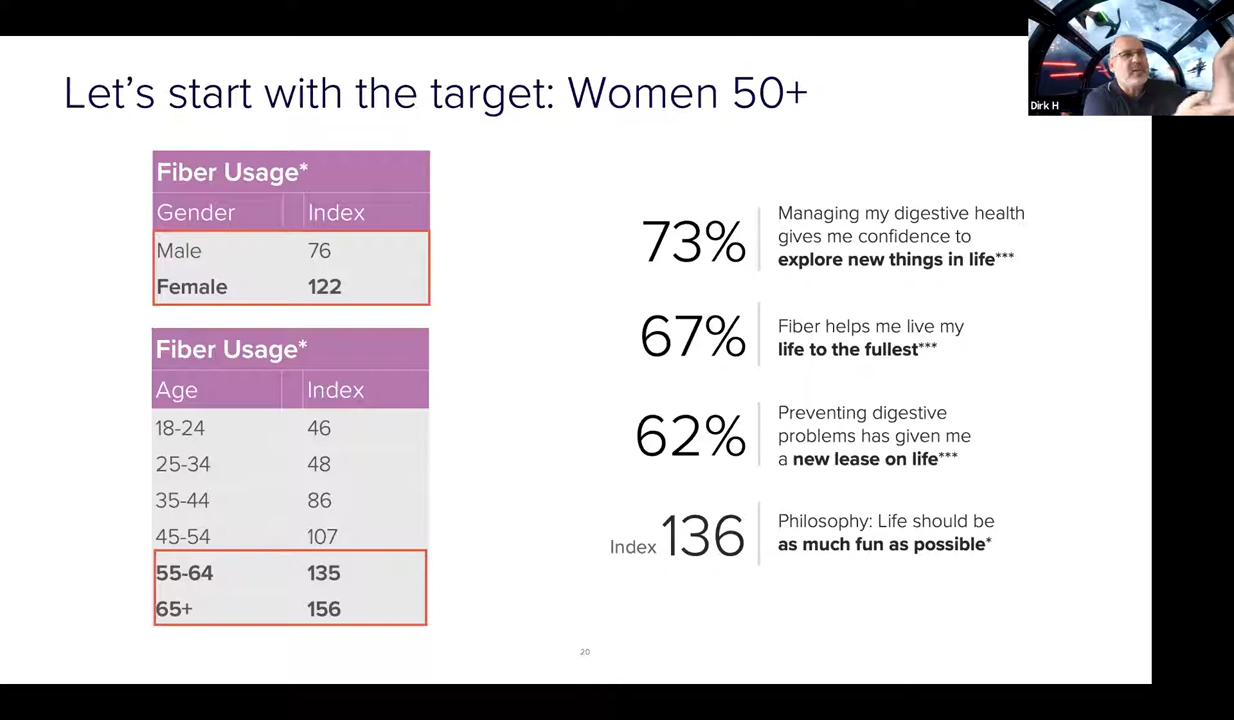 Let's start with the target: Women 50+
Dirk H
Fiber Usage*
Gender Index
Male 76
Female 122
Fiber Usage*
Age Index
18-24 46
25-34 48
35-44 86
45-54 107
55-64 135
65+ 156
73%
Managing my digestive health
gives me confidence to
explore new things in life***
67%
Fiber helps me live my
life to the fullest***
62%
Preventing digestive
problems has given me
a new lease on life***
Index 136
Philosophy: Life should be
as much fun as possible*
20